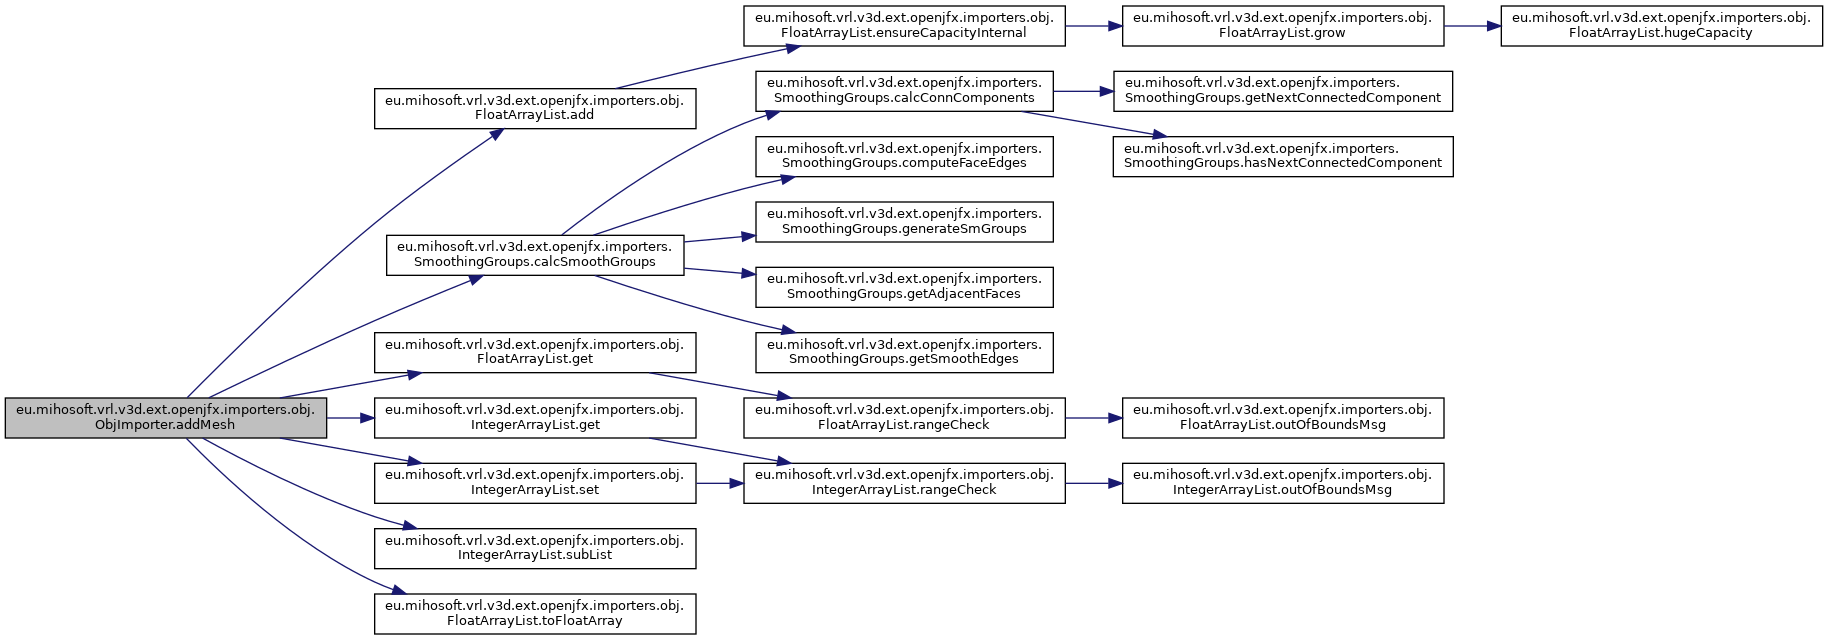 eu.mihosoft.vrl.v3d.ext.openjfx.importers.obj.
ObjImporter.addMesh
eu.mihosoft.vrl.v3d.ext.openjfx.importers.obj.
FloatArrayList.add
eu.mihosoft.vrl.v3d.ext.openjfx.importers.obj.
FloatArrayList.ensureCapacityInternal
eu.mihosoft.vrl.v3d.ext.openjfx.importers.obj.
FloatArrayList.grow
eu.mihosoft.vrl.v3d.ext.openjfx.importers.obj.
FloatArrayList.hugeCapacity
eu.mihosoft.vrl.v3d.ext.openjfx.importers.
SmoothingGroups.calcSmoothGroups
eu.mihosoft.vrl.v3d.ext.openjfx.importers.
SmoothingGroups.calcConnComponents
eu.mihosoft.vrl.v3d.ext.openjfx.importers.
SmoothingGroups.getNextConnectedComponent
eu.mihosoft.vrl.v3d.ext.openjfx.importers.
SmoothingGroups.hasNextConnectedComponent
eu.mihosoft.vrl.v3d.ext.openjfx.importers.
SmoothingGroups.computeFaceEdges
eu.mihosoft.vrl.v3d.ext.openjfx.importers.
SmoothingGroups.generateSmGroups
eu.mihosoft.vrl.v3d.ext.openjfx.importers.
SmoothingGroups.getAdjacentFaces
eu.mihosoft.vrl.v3d.ext.openjfx.importers.
SmoothingGroups.getSmoothEdges
eu.mihosoft.vrl.v3d.ext.openjfx.importers.obj.
FloatArrayList.get
eu.mihosoft.vrl.v3d.ext.openjfx.importers.obj.
FloatArrayList.rangeCheck
eu.mihosoft.vrl.v3d.ext.openjfx.importers.obj.
FloatArrayList.outOfBoundsMsg
eu.mihosoft.vrl.v3d.ext.openjfx.importers.obj.
IntegerArrayList.get
eu.mihosoft.vrl.v3d.ext.openjfx.importers.obj.
IntegerArrayList.rangeCheck
eu.mihosoft.vrl.v3d.ext.openjfx.importers.obj.
IntegerArrayList.outOfBoundsMsg
eu.mihosoft.vrl.v3d.ext.openjfx.importers.obj.
IntegerArrayList.set
eu.mihosoft.vrl.v3d.ext.openjfx.importers.obj.
IntegerArrayList.subList
eu.mihosoft.vrl.v3d.ext.openjfx.importers.obj.
FloatArrayList.toFloatArray